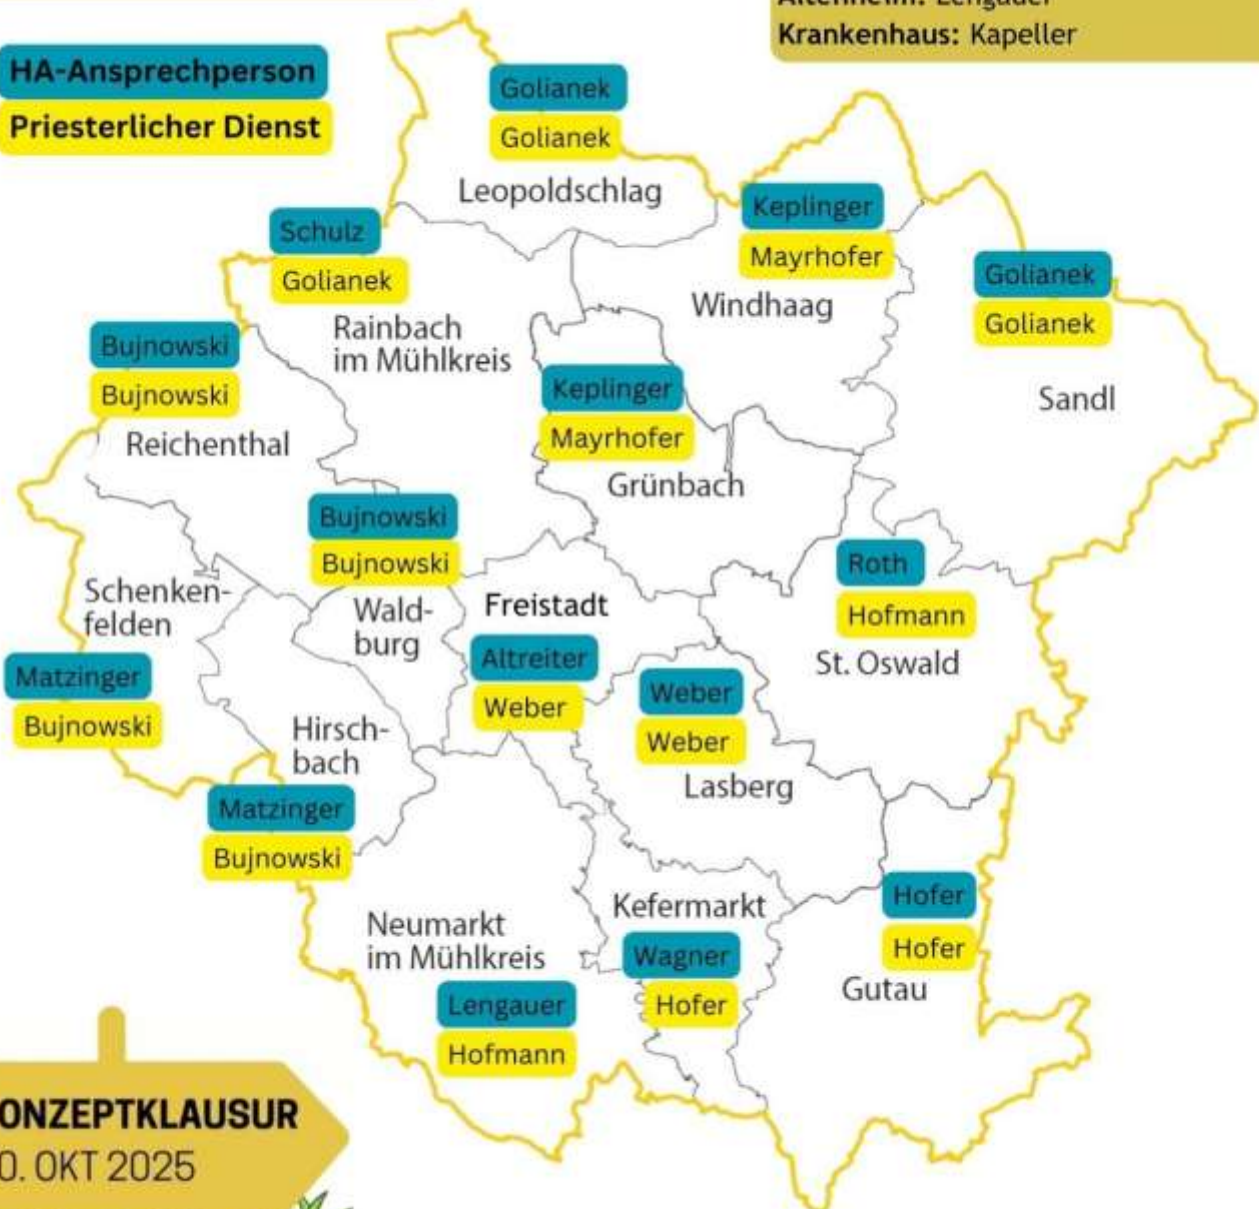 Altenheim: Lengauer
Krankenhaus: Kapeller
HA-Ansprechperson
Priesterlicher Dienst
Golianek
Golianek
Leopoldschlag
Keplinger
Mayrhofer
Windhaag
Schulz
Golianek
Rainbach
im Mühlkreis
Golianek
Golianek
Sandl
Bujnowski
Bujnowski
Reichenthal
Keplinger
Mayrhofer
Grünbach
Bujnowski
Bujnowski
Wald-
burg
Freistadt
Altreiter
Weber
Roth
Hofmann
St. Oswald
Schenken-
felden
Matzinger
Bujnowski
Weber
Weber
Lasberg
Hirsch-
bach
Matzinger
Bujnowski
Neumarkt
im Mühlkreis
Lengauer
Hofmann
Kefermarkt
Wagner
Hofer
Hofer
Hofer
Gutau
ONZEPTKLAUSUR
0. OKT 2025